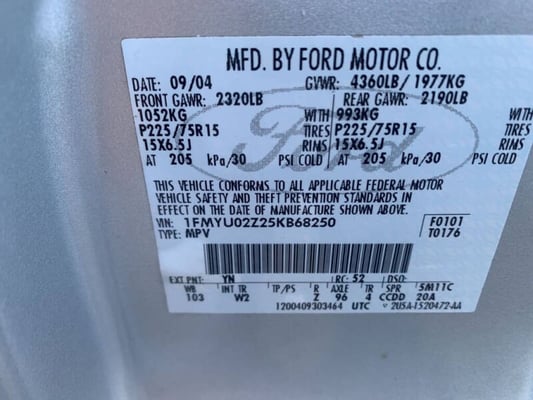 MFD. BY FORD MOTOR CO.
DATE: 09/04 GVWR: 4360LB / 1977KG
FRONT GAWR: 2320LB REAR GAWR: 2190LB
1052KG WITH 993KG WITH
P225/75R15 TIRES P225/75R15 TIRES
15X6.5J RIMS 15X6.5J RIMS
AT 205 kPa/30 PSI COLD AT 205 kPa/30 PSI COLD
THIS VEHICLE CONFORMS TO ALL APPLICABLE FEDERAL MOTOR
VEHICLE SAFETY AND THEFT PREVENTION STANDARDS IN
EFFECT ON THE DATE OF MANUFACTURE SHOWN ABOVE.
VIN: 1FMYU02Z25KB68250 F0101
TYPE: MPV T0176
Ford
EXT PNT: YN RC: 52 DSO:
WB INT TR TP/PS R AXLE TR SPR 5M11C
103 W2 Z 96 4 CCDD 20A
1200409303464 UTC 2U5A-1520472-AA